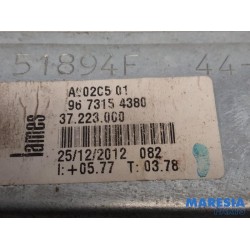 51894F 44-
A902C5 01
96 7315 4380
37.223.000
lames
25/12/2012 082
I:+05.77 T: 03.78
MARESIA